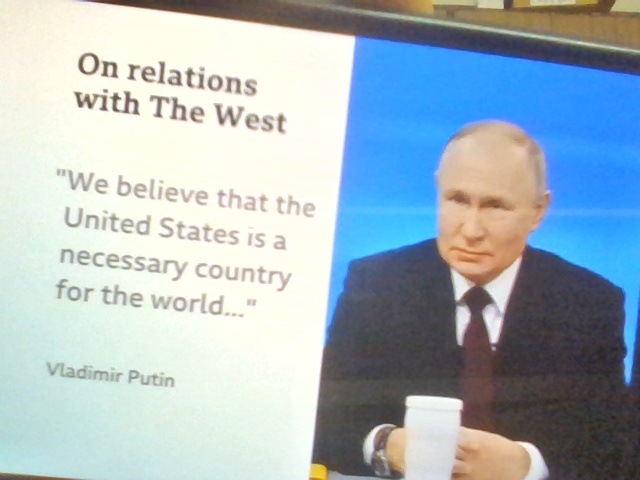 On relations
with The West
"We believe that the
United States is a
necessary country
for the world..."
Vladimir Putin